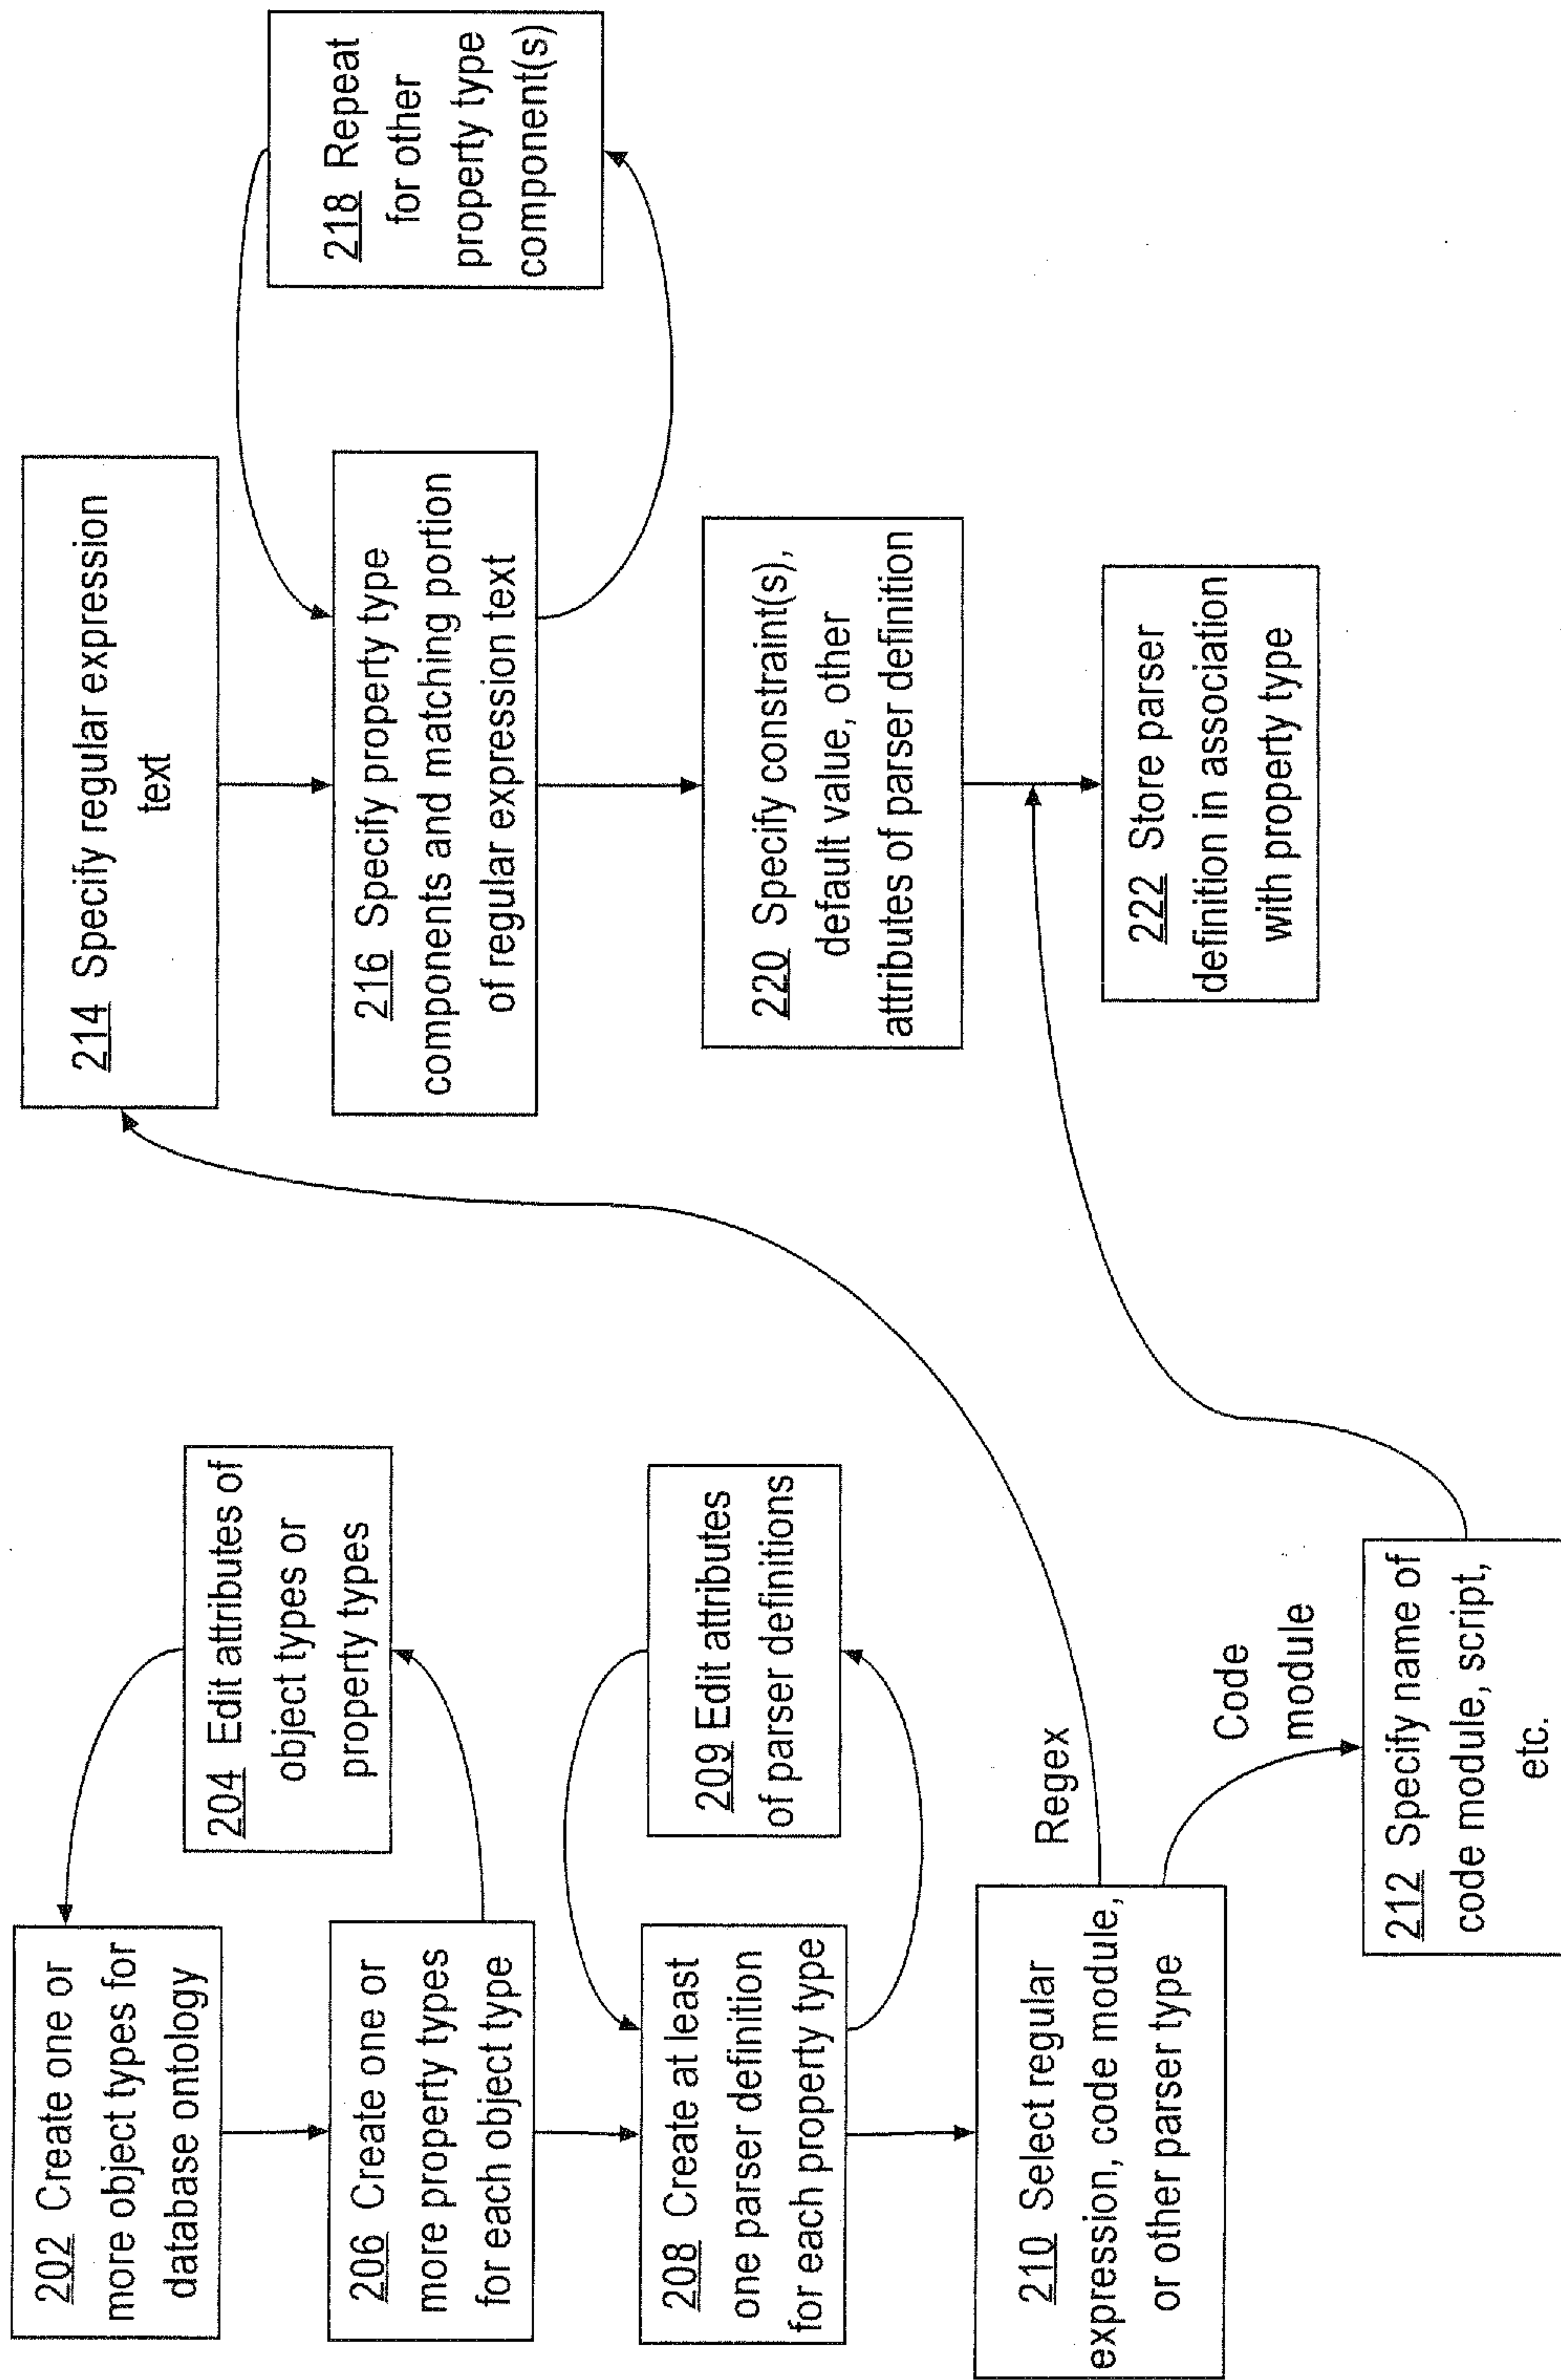 202 Create one or
more object types for
database ontology
204 Edit attributes of
object types or
property types
206 Create one or
more property types
for each object type
208 Create at least
one parser definition
for each property type
209 Edit attributes
of parser definitions
210 Select regular
expression, code module,
or other parser type
Regex
Code
module
212 Specify name of
code module, script,
etc.
214 Specify regular expression
text
216 Specify property type
components and matching portion
of regular expression text
218 Repeat
for other
property type
component(s)
220 Specify constraint(s),
default value, other
attributes of parser definition
222 Store parser
definition in association
with property type